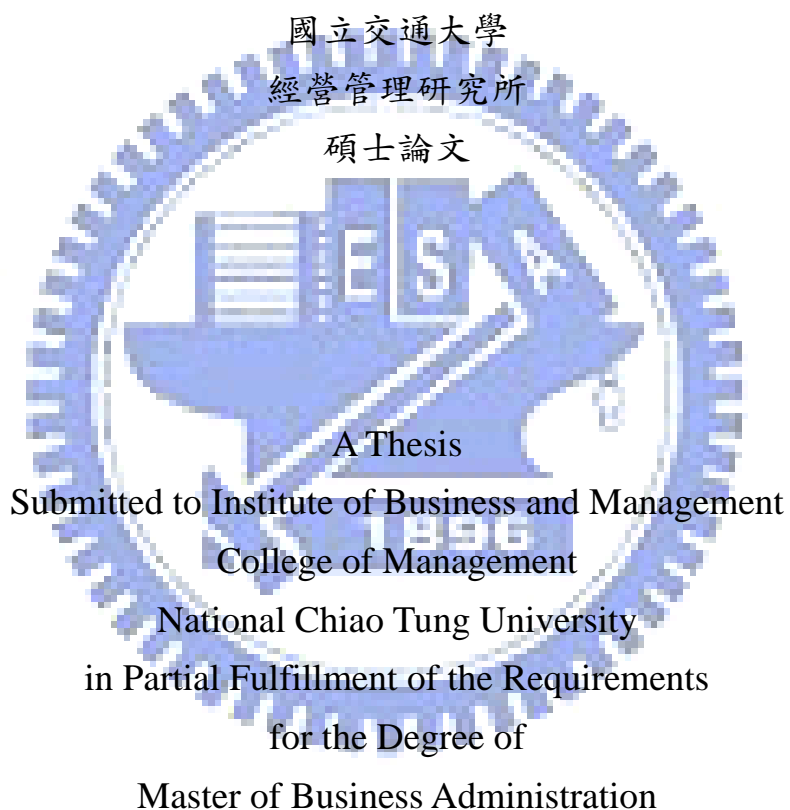 國立交通大學
經營管理研究所
碩士論文
E S A
A Thesis
Submitted to Institute of Business and Management
1896
College of Management
National Chiao Tung University
in Partial Fulfillment of the Requirements
for the Degree of
Master of Business Administration